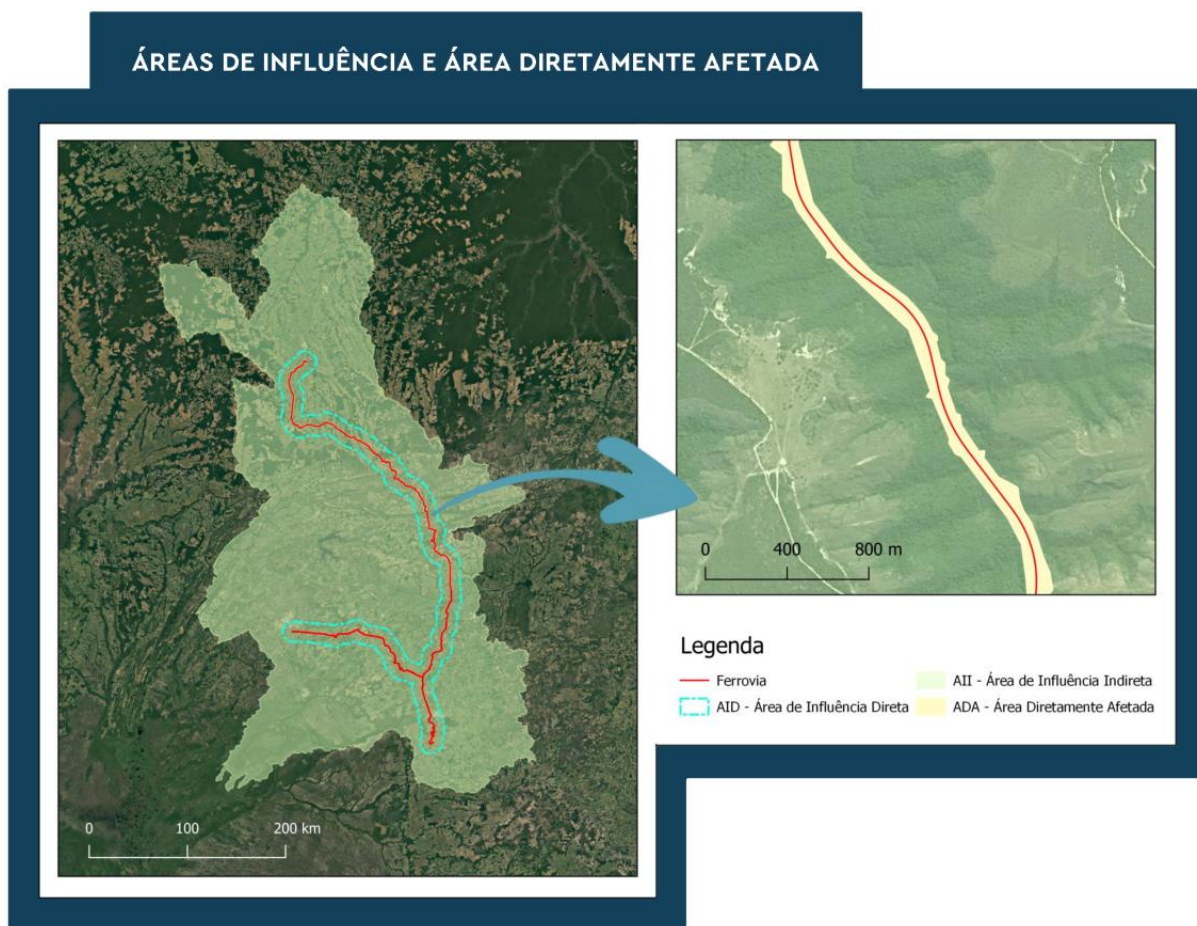 ÁREAS DE INFLUÊNCIA E ÁREA DIRETAMENTE AFETADA
0 100 200 km
0 400 800 m
Legenda
Ferrovia
AID - Área de Influência Direta
AII - Área de Influência Indireta
ADA - Área Diretamente Afetada